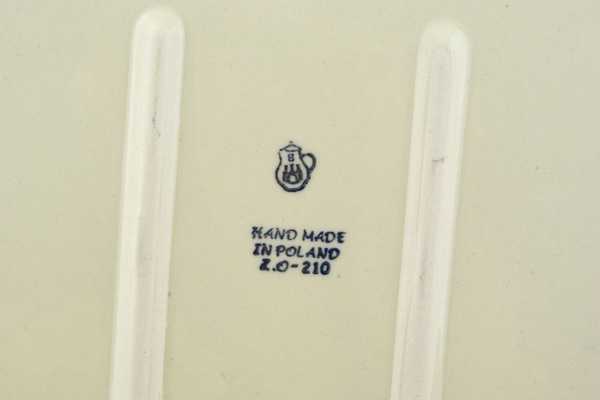 B
HAND MADE
IN POLAND
Z.O-210